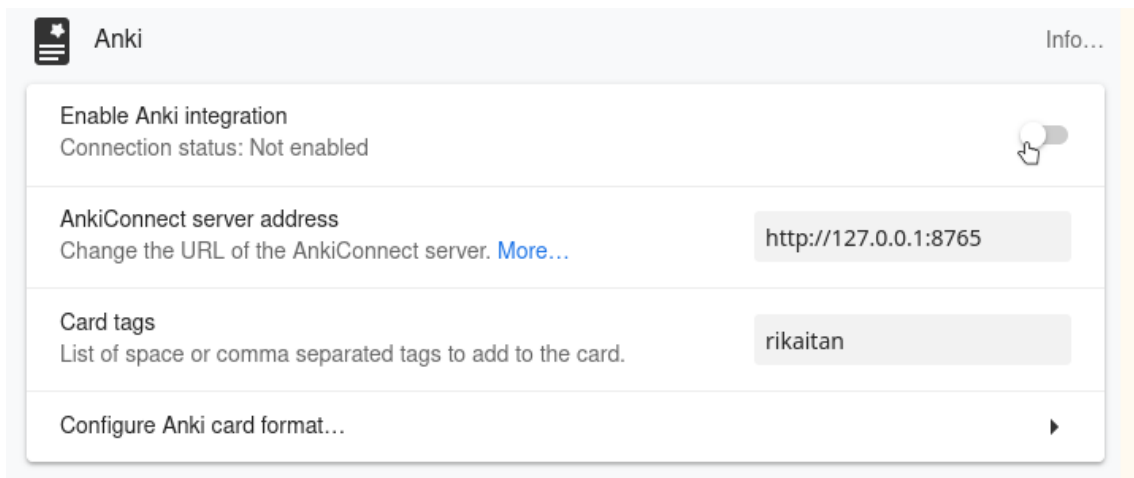 Anki
Info…
Enable Anki integration
Connection status: Not enabled
AnkiConnect server address
Change the URL of the AnkiConnect server. More…
http://127.0.0.1:8765
Card tags
List of space or comma separated tags to add to the card.
rikaitan
Configure Anki card format…